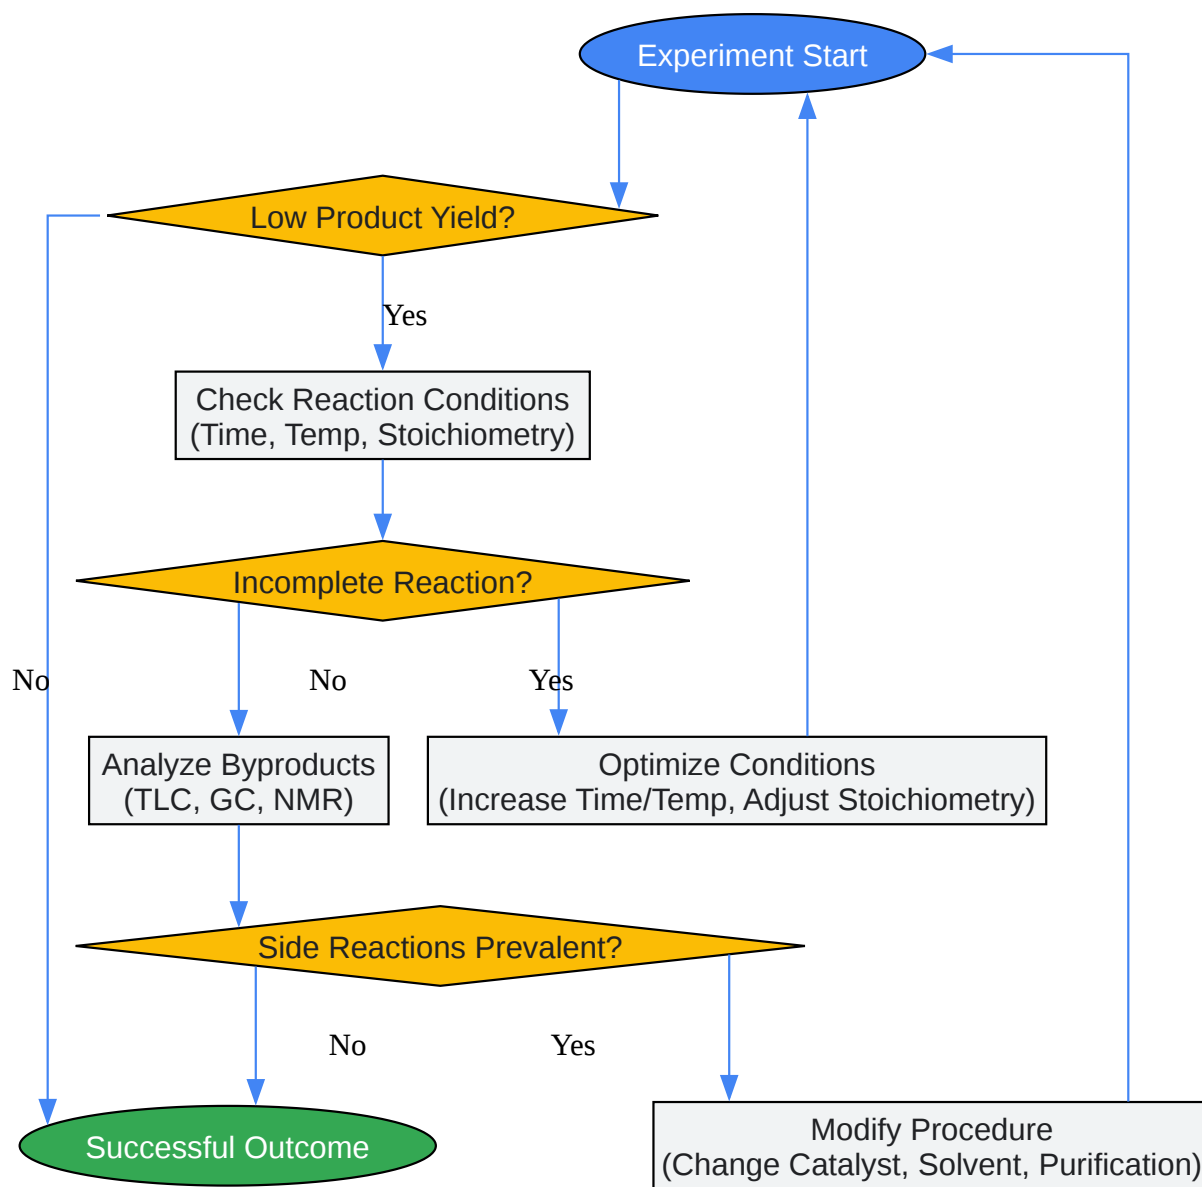 Experiment Start
Low Product Yield?
Yes
Check Reaction Conditions
(Time, Temp, Stoichiometry)
Incomplete Reaction?
No
No
Yes
Analyze Byproducts
(TLC, GC, NMR)
Optimize Conditions
(Increase Time/Temp, Adjust Stoichiometry)
Side Reactions Prevalent?
No
Yes
Successful Outcome
Modify Procedure
(Change Catalyst, Solvent, Purification)